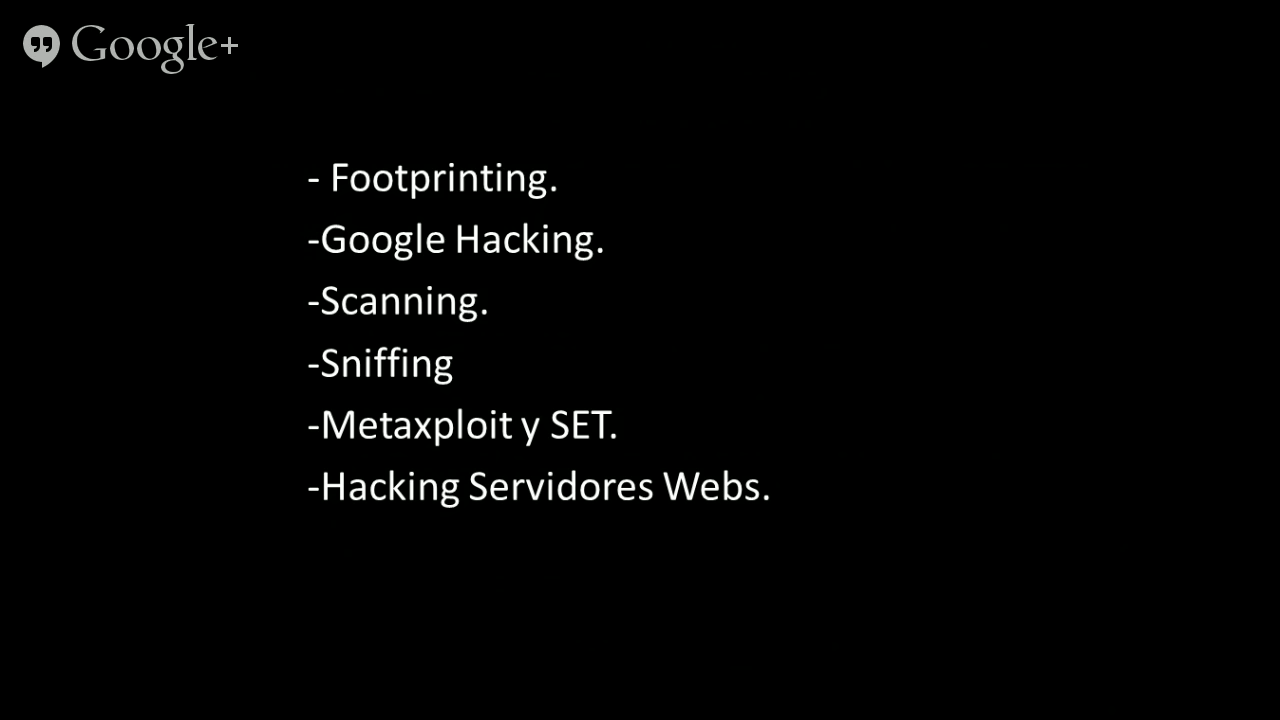 Google+
- Footprinting.
-Google Hacking.
-Scanning.
-Sniffing
-Metaxploit y SET.
-Hacking Servidores Webs.